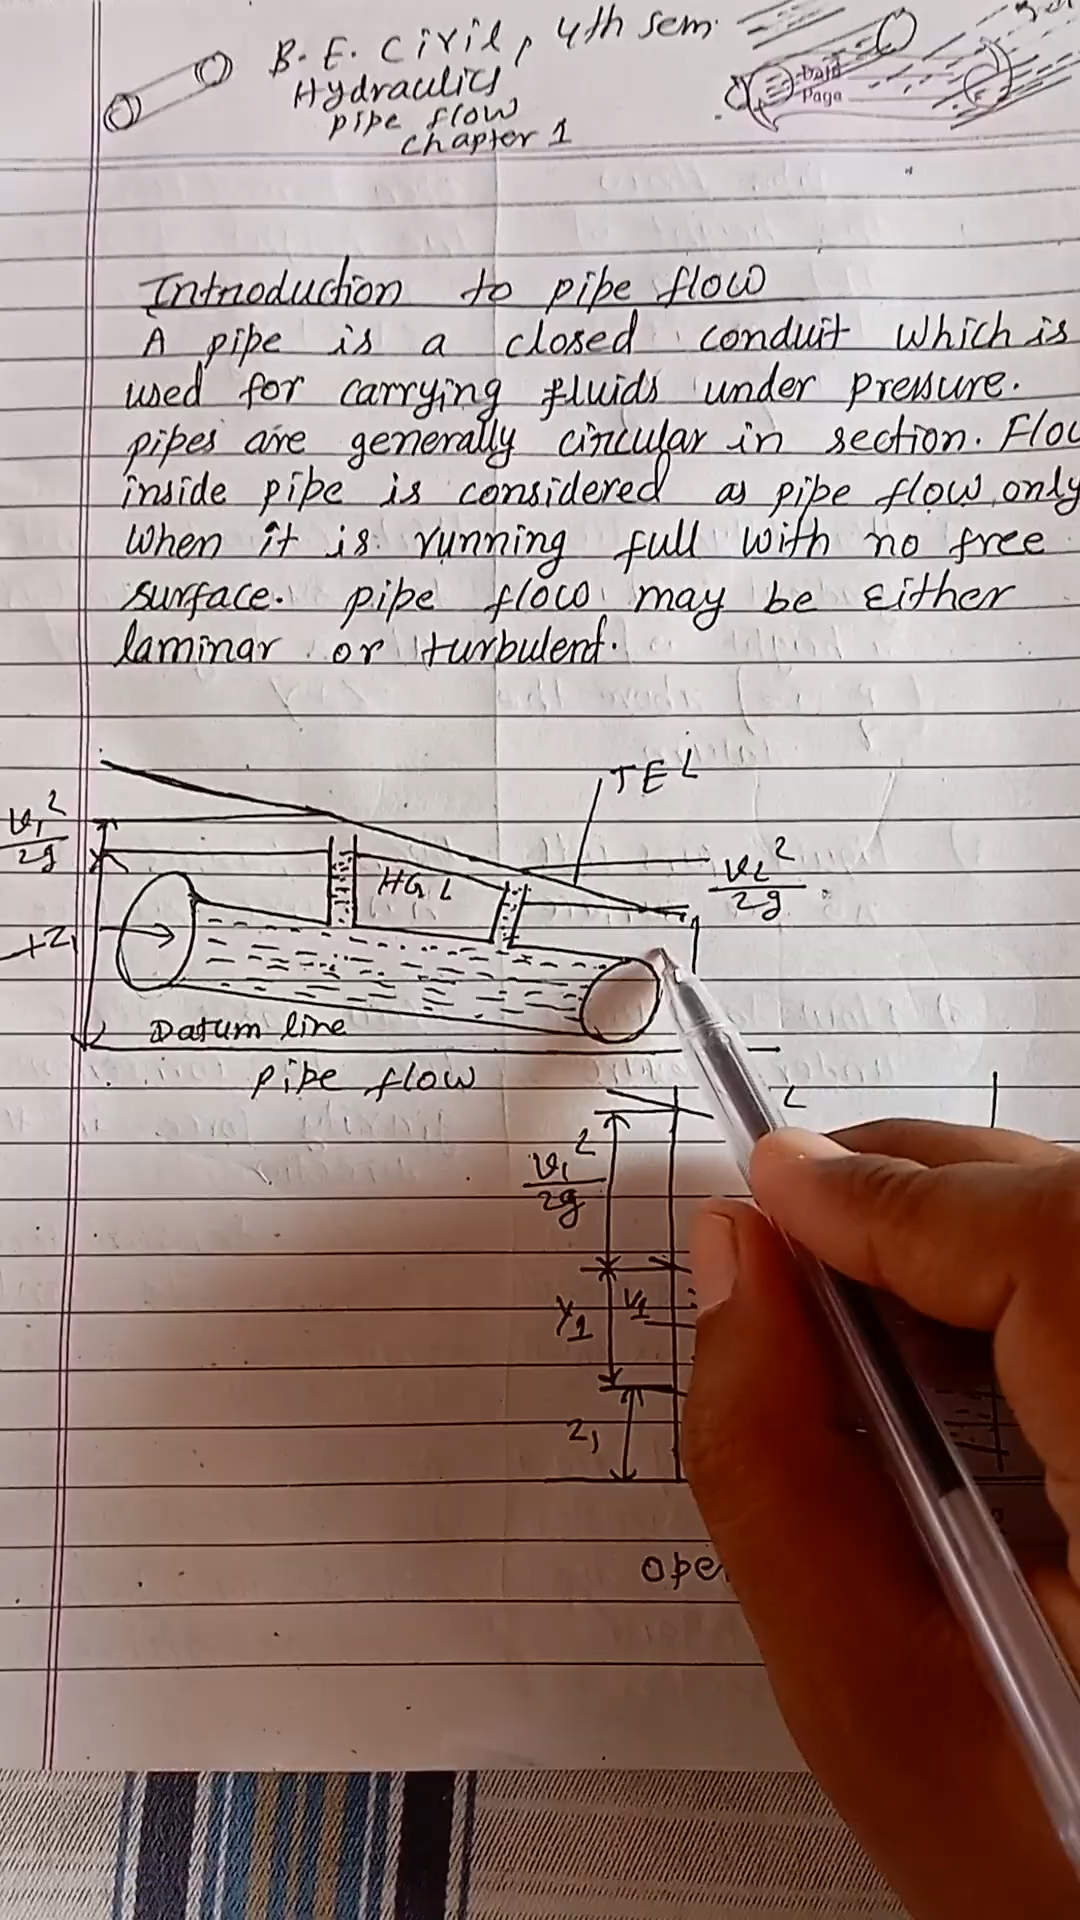 B.E. Civil, 4th sem.
Hydraulics
pipe flow
chapter 1
Date
Page
Introduction to pipe flow
A pipe is a closed conduit which is
used for carrying fluids under pressure.
pipes are generally circular in section. Flow
inside pipe is considered as pipe flow only
when it is running full with no free
surface. pipe flow may be either
laminar or turbulent.
TEL
v₁²/2g
HGL
v₂²/2g
Z₁
Datum line
pipe flow
L
v₁²/2g
y₁
V₁
Z₁
ope